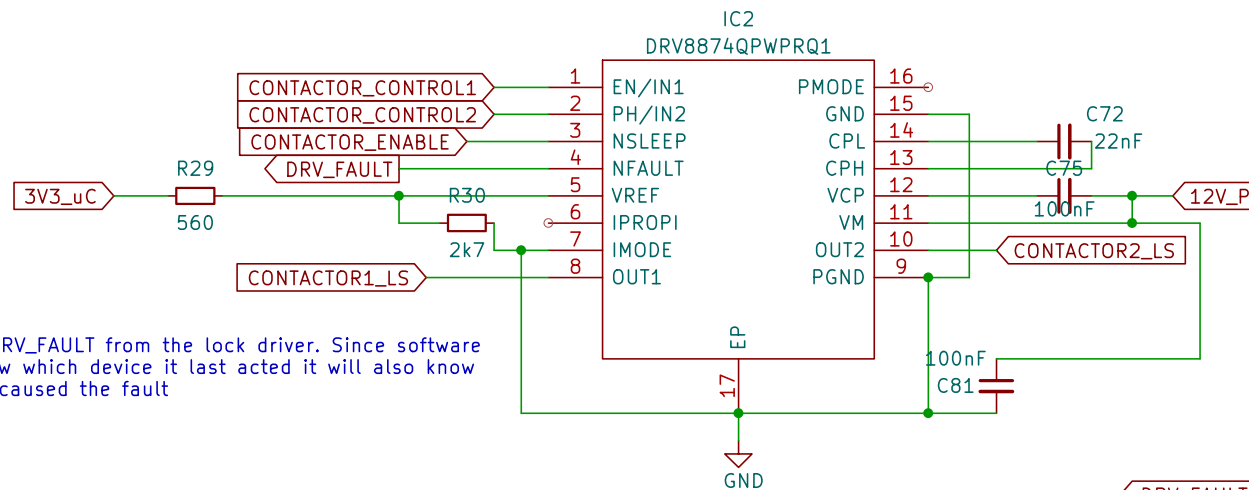 IC2
DRV8874QPWPRQ1
CONTACTOR_CONTROL1
1
EN/IN1
PMODE
16
CONTACTOR_CONTROL2
2
PH/IN2
GND
15
C72
CONTACTOR_ENABLE
3
NSLEEP
CPL
14
22nF
R29
DRV_FAULT
4
NFAULT
CPH
13
C75
3V3_uC
R30
5
VREF
VCP
12
12V_P
560
6
IPROPI
VM
11
100nF
2k7
7
IMODE
OUT2
10
CONTACTOR2_LS
CONTACTOR1_LS
8
OUT1
PGND
9
EP
17
RV_FAULT from the lock driver. Since software
w which device it last acted it will also know
caused the fault
100nF
C81
GND